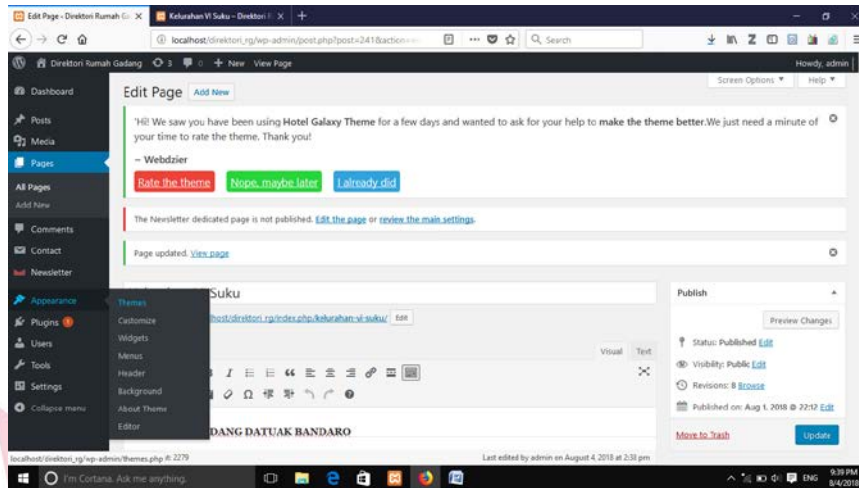 Edit Page ‹ Direktori Rumah Ga
Kelurahan VI Suku – Direktori R
localhost/direktori_rg/wp-admin/post.php?post=241&action=
Search
Direktori Rumah Gadang 3 0 New View Page
Howdy, admin
Dashboard
Posts
Media
Pages
All Pages
Add New
Comments
Contact
Newsletter
Appearance
Plugins
Users
Tools
Settings
Collapse menu
Themes
Customize
Widgets
Menus
Header
Background
About Theme
Editor
Screen Options Help
Edit Page Add New
'Hi! We saw you have been using Hotel Galaxy Theme for a few days and wanted to ask for your help to make the theme better.We just need a minute of
your time to rate the theme. Thank you!
~ Webdzier
Rate the theme Nope, maybe later I already did
The Newsletter dedicated page is not published. Edit the page or review the main settings.
Page updated. View page
Suku
host/direktori_rg/index.php/kelurahan-vi-suku/ Edit
Visual Text
DANG DATUAK BANDARO
Last edited by admin on August 4, 2018 at 2:31 pm
Publish
Preview Changes
Status: Published Edit
Visibility: Public Edit
Revisions: 8 Browse
Published on: Aug 1, 2018 @ 22:12 Edit
Move to Trash Update
localhost/direktori_rg/wp-admin/themes.php
2279
I'm Cortana. Ask me anything.
ENG
9:39 PM
8/4/2018